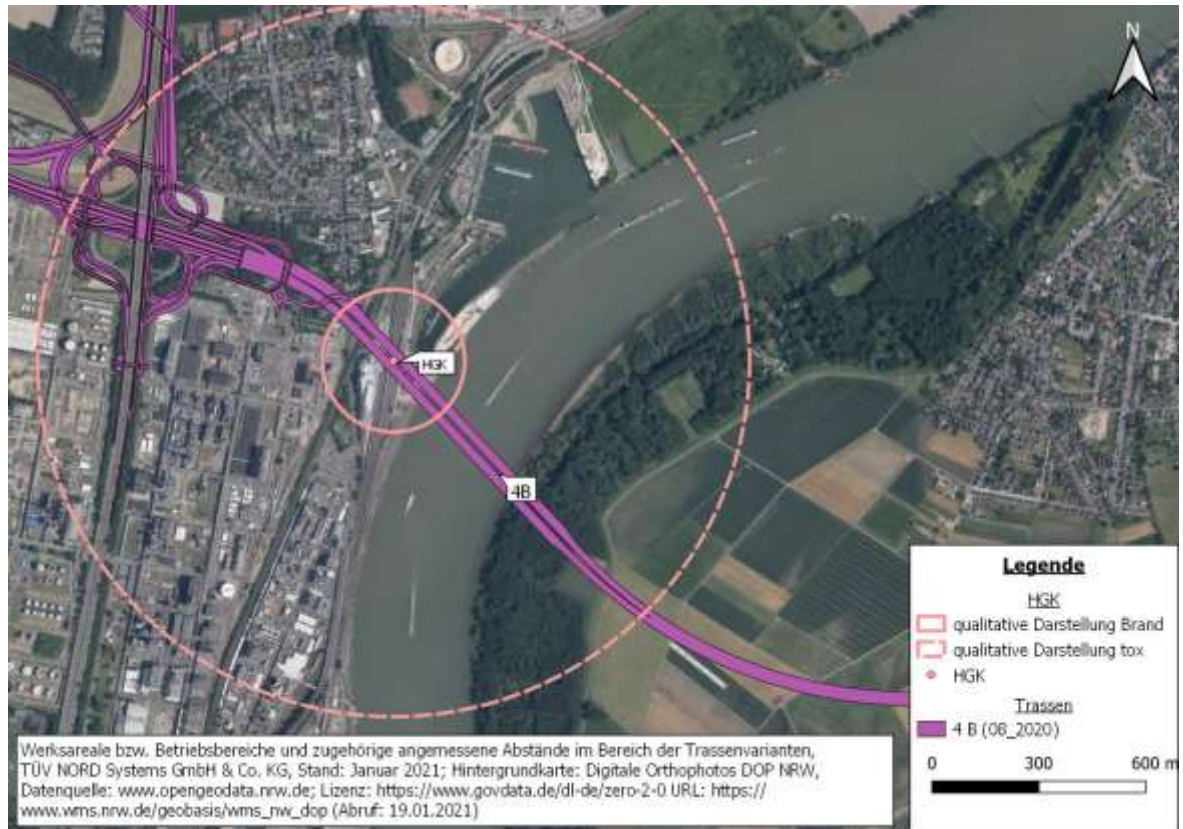 N
HGK
4B
Legende
HGK
qualitative Darstellung Brand
qualitative Darstellung tox
HGK
Trassen
4 B (08_2020)
0 300 600 m
Werksareale bzw. Betriebsbereiche und zugehörige angemessene Abstände im Bereich der Trassenvarianten,
TÜV NORD Systems GmbH & Co. KG, Stand: Januar 2021; Hintergrundkarte: Digitale Orthophotos DOP NRW,
Datenquelle: www.opengeodata.nrw.de; Lizenz: https://www.govdata.de/dl-de/zero-2-0 URL: https://
www.wms.nrw.de/geobasis/wms_nw_dop (Abruf: 19.01.2021)